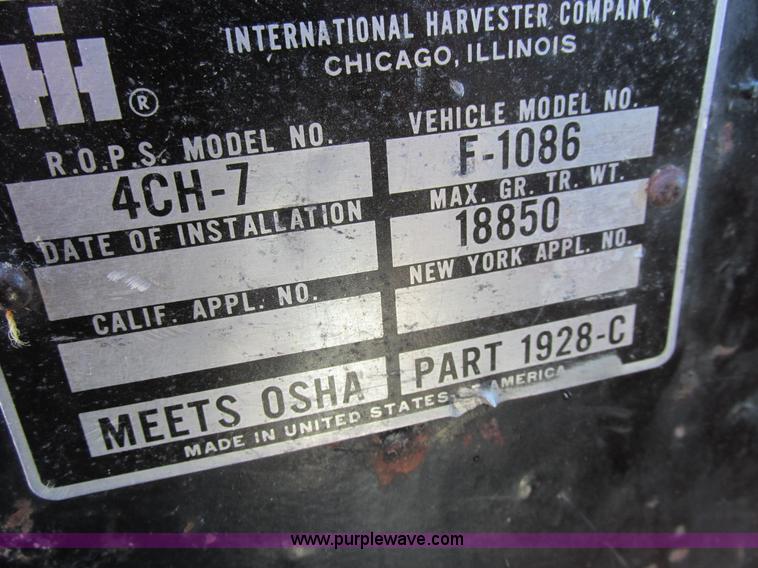 IH ®
INTERNATIONAL HARVESTER COMPANY
CHICAGO, ILLINOIS
R.O.P.S. MODEL NO.
4CH-7
VEHICLE MODEL NO.
F-1086
DATE OF INSTALLATION
MAX. GR. TR. WT.
18850
CALIF. APPL. NO.
NEW YORK APPL. NO.
MEETS OSHA
PART 1928-C
MADE IN UNITED STATES OF AMERICA
www.purplewave.com